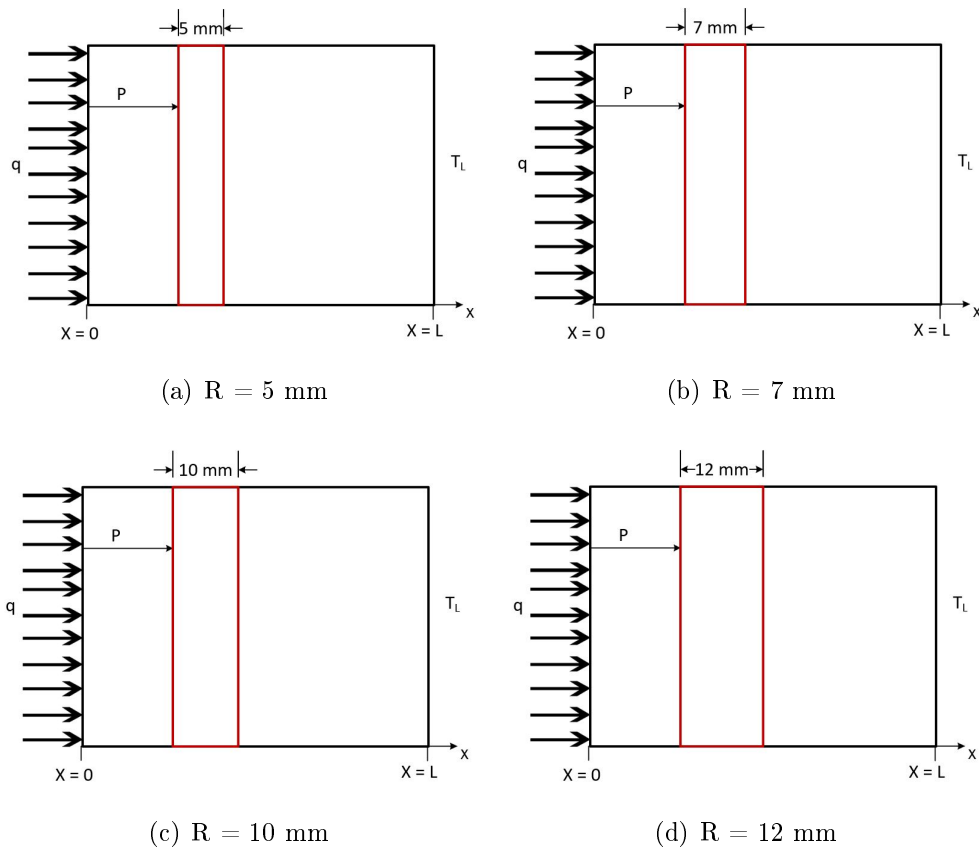 5 mm
P
q
T_L
X = 0
X = L
x
(a) R = 5 mm
7 mm
P
q
T_L
X = 0
X = L
x
(b) R = 7 mm
10 mm
P
q
T_L
X = 0
X = L
x
(c) R = 10 mm
12 mm
P
q
T_L
X = 0
X = L
x
(d) R = 12 mm